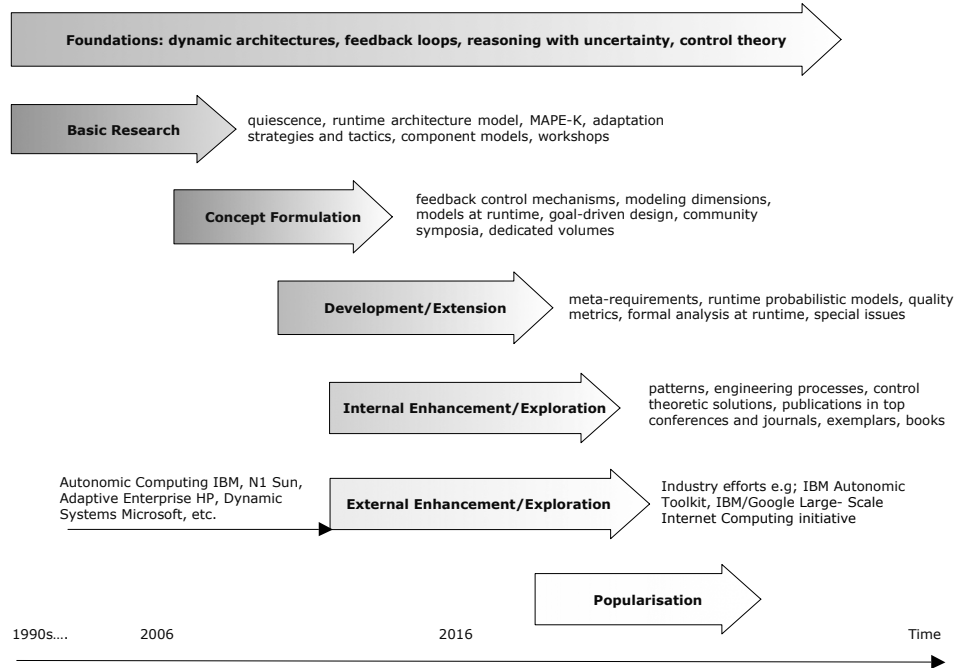 Foundations: dynamic architectures, feedback loops, reasoning with uncertainty, control theory
Basic Research
quiescence, runtime architecture model, MAPE-K, adaptation
strategies and tactics, component models, workshops
Concept Formulation
feedback control mechanisms, modeling dimensions,
models at runtime, goal-driven design, community
symposia, dedicated volumes
Development/Extension
meta-requirements, runtime probabilistic models, quality
metrics, formal analysis at runtime, special issues
Internal Enhancement/Exploration
patterns, engineering processes, control
theoretic solutions, publications in top
conferences and journals, exemplars, books
Autonomic Computing IBM, N1 Sun,
Adaptive Enterprise HP, Dynamic
Systems Microsoft, etc.
External Enhancement/Exploration
Industry efforts e.g; IBM Autonomic
Toolkit, IBM/Google Large- Scale
Internet Computing initiative
Popularisation
1990s.... 2006 2016 Time